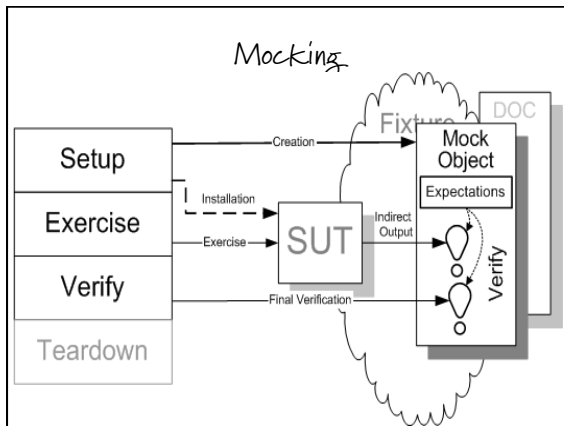 Mocking
DOC
Fixture
Creation
Mock
Object
Setup
Expectations
Installation
Indirect
Output
Exercise
Exercise
SUT
Verify
Verify
Final Verification
Teardown